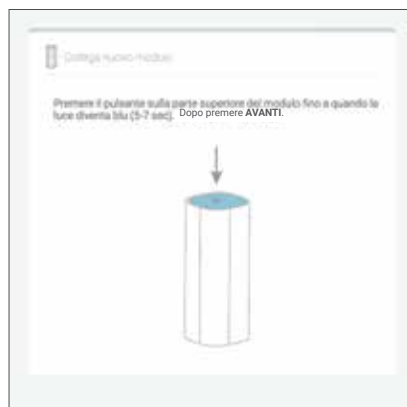 Collega nuovo modulo
Premere il pulsante sulla parte superiore del modulo fino a quando la
luce diventa blu (5-7 sec). Dopo premere AVANTI.